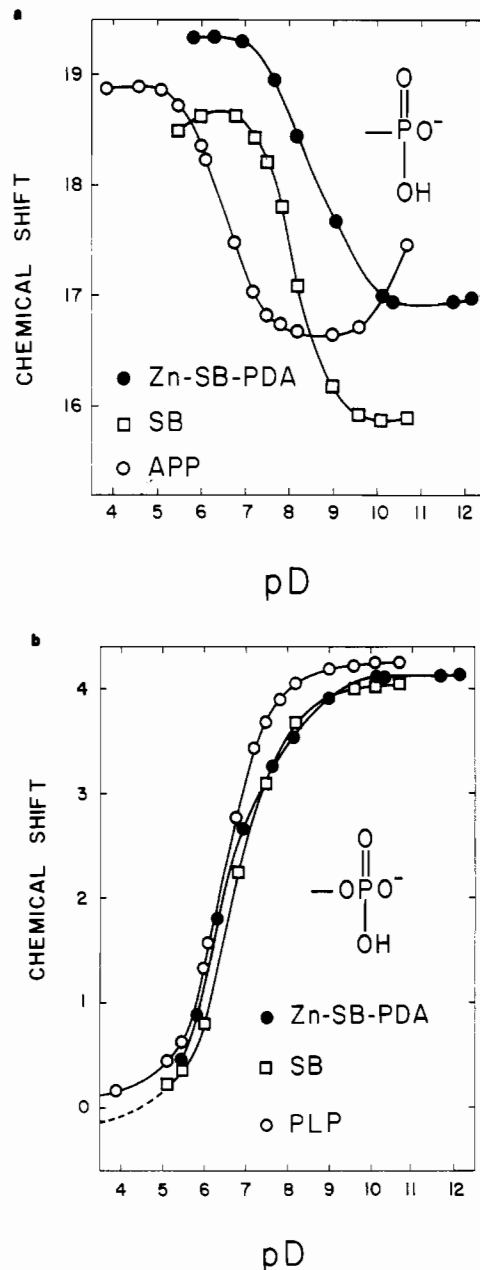 a
19
18
17
16
CHEMICAL SHIFT
O
PO⁻
OH
● Zn-SB-PDA
□ SB
○ APP
4 5 6 7 8 9 10 11 12
pD
b
4
3
2
1
0
CHEMICAL SHIFT
O
—OPO⁻
OH
● Zn-SB-PDA
□ SB
○ PLP
4 5 6 7 8 9 10 11 12
pD